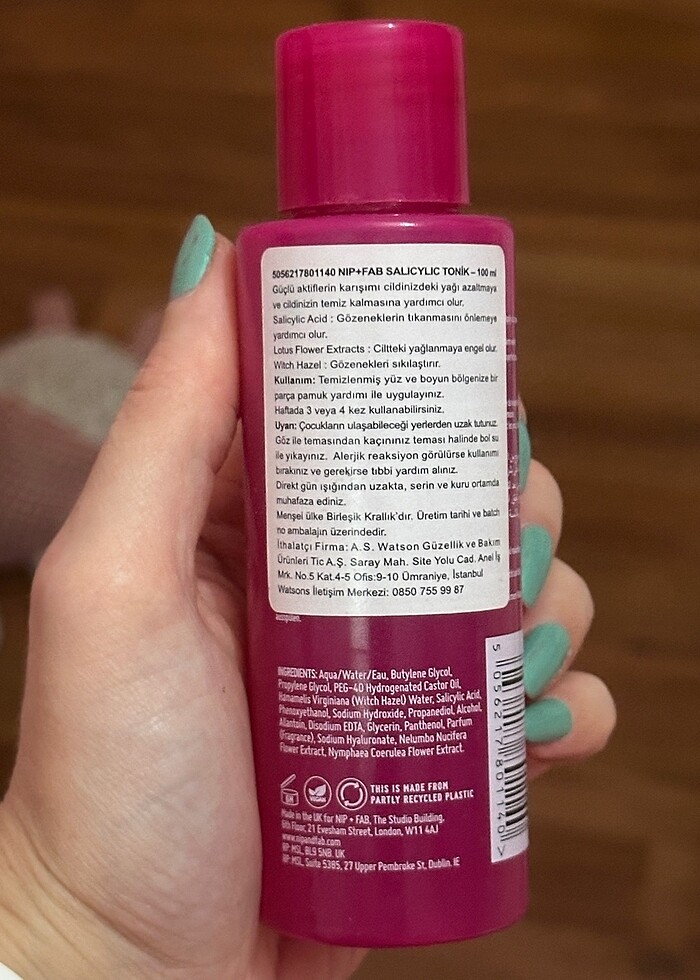 5056217801140 NIP+FAB SALICYLIC TONİK – 100 ml
Güçlü aktiflerin karışımı cildinizdeki yağı azaltmaya
ve cildinizin temiz kalmasına yardımcı olur.
Salicylic Acid : Gözeneklerin tıkanmasını önlemeye
yardımcı olur.
Lotus Flower Extracts : Ciltteki yağlanmaya engel olur.
Witch Hazel : Gözenekleri sıkılaştırır.
Kullanım: Temizlenmiş yüz ve boyun bölgenize bir
parça pamuk yardımı ile uygulayınız.
Haftada 3 veya 4 kez kullanabilirsiniz.
Uyarı: Çocukların ulaşabileceği yerlerden uzak tutunuz.
Göz ile temasından kaçınınız teması halinde bol su
ile yıkayınız. Alerjik reaksiyon görülürse kullanımı
bırakınız ve gerekirse tıbbi yardım alınız.
Direkt gün ışığından uzakta, serin ve kuru ortamda
muhafaza ediniz.
Menşei ülke Birleşik Krallık'dır. Üretim tarihi ve batch
no ambalajın üzerindedir.
İthalatçı Firma: A.S. Watson Güzellik ve Bakım
Ürünleri Tic A.Ş. Saray Mah. Site Yolu Cad. Anel İş
Mrk. No.5 Kat.4-5 Ofis:9-10 Ümraniye, İstanbul
Watsons İletişim Merkezi: 0850 755 99 87
ausspülen.
INGREDIENTS: Aqua/Water/Eau, Butylene Glycol,
Propylene Glycol, PEG-40 Hydrogenated Castor Oil,
Hamamelis Virginiana (Witch Hazel) Water, Salicylic Acid,
Phenoxyethanol, Sodium Hydroxide, Propanediol, Alcohol,
Allantoin, Disodium EDTA, Glycerin, Panthenol, Parfum
(Fragrance), Sodium Hyaluronate, Nelumbo Nucifera
Flower Extract, Nymphaea Coerulea Flower Extract.
6M
VEGAN
THIS IS MADE FROM
PARTLY RECYCLED PLASTIC
Made in the UK for NIP + FAB, The Studio Building,
6th Floor, 21 Evesham Street, London, W11 4AJ
www.nipandfab.com
RP: MSL, BL9 5NB. UK
RP: MSL, Suite 5385, 27 Upper Pembroke St, Dublin. IE
5 056217 801140 >